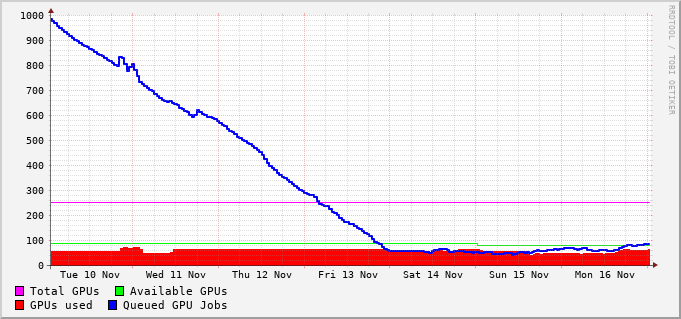 1000
900
800
700
600
500
400
300
200
100
0
Tue 10 Nov Wed 11 Nov Thu 12 Nov Fri 13 Nov Sat 14 Nov Sun 15 Nov Mon 16 Nov
Total GPUs Available GPUs
GPUs used Queued GPU Jobs
RRDTOOL / TOBI OETIKER